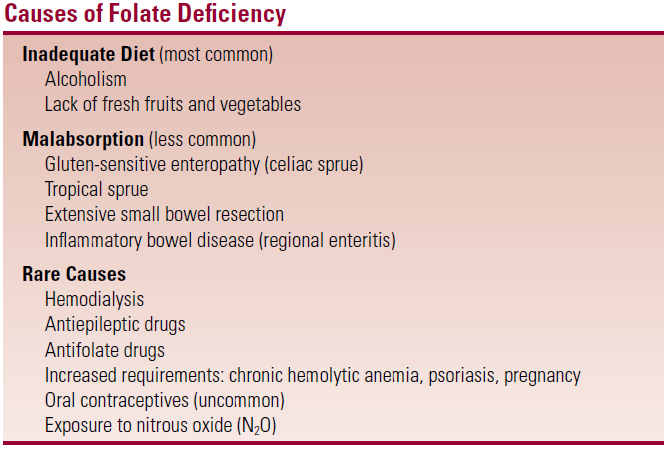 Causes of Folate Deficiency
Inadequate Diet (most common)
Alcoholism
Lack of fresh fruits and vegetables
Malabsorption (less common)
Gluten-sensitive enteropathy (celiac sprue)
Tropical sprue
Extensive small bowel resection
Inflammatory bowel disease (regional enteritis)
Rare Causes
Hemodialysis
Antiepileptic drugs
Antifolate drugs
Increased requirements: chronic hemolytic anemia, psoriasis, pregnancy
Oral contraceptives (uncommon)
Exposure to nitrous oxide (N₂O)